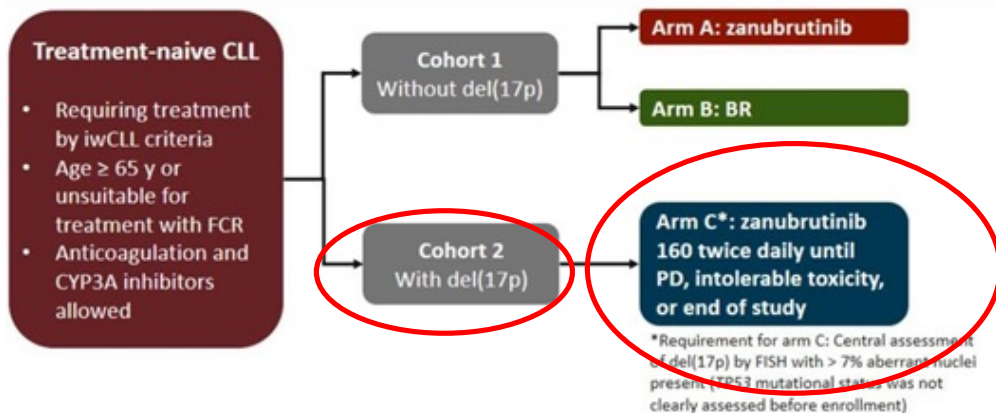 Treatment-naive CLL
• Requiring treatment
by iwCLL criteria
• Age ≥ 65 y or
unsuitable for
treatment with FCR
• Anticoagulation and
CYP3A inhibitors
allowed
Cohort 1
Without del(17p)
Cohort 2
With del(17p)
Arm A: zanubrutinib
Arm B: BR
Arm C*: zanubrutinib
160 twice daily until
PD, intolerable toxicity,
or end of study
*Requirement for arm C: Central assessment
of del(17p) by FISH with > 7% aberrant nuclei
present (TP53 mutational status was not
clearly assessed before enrollment)